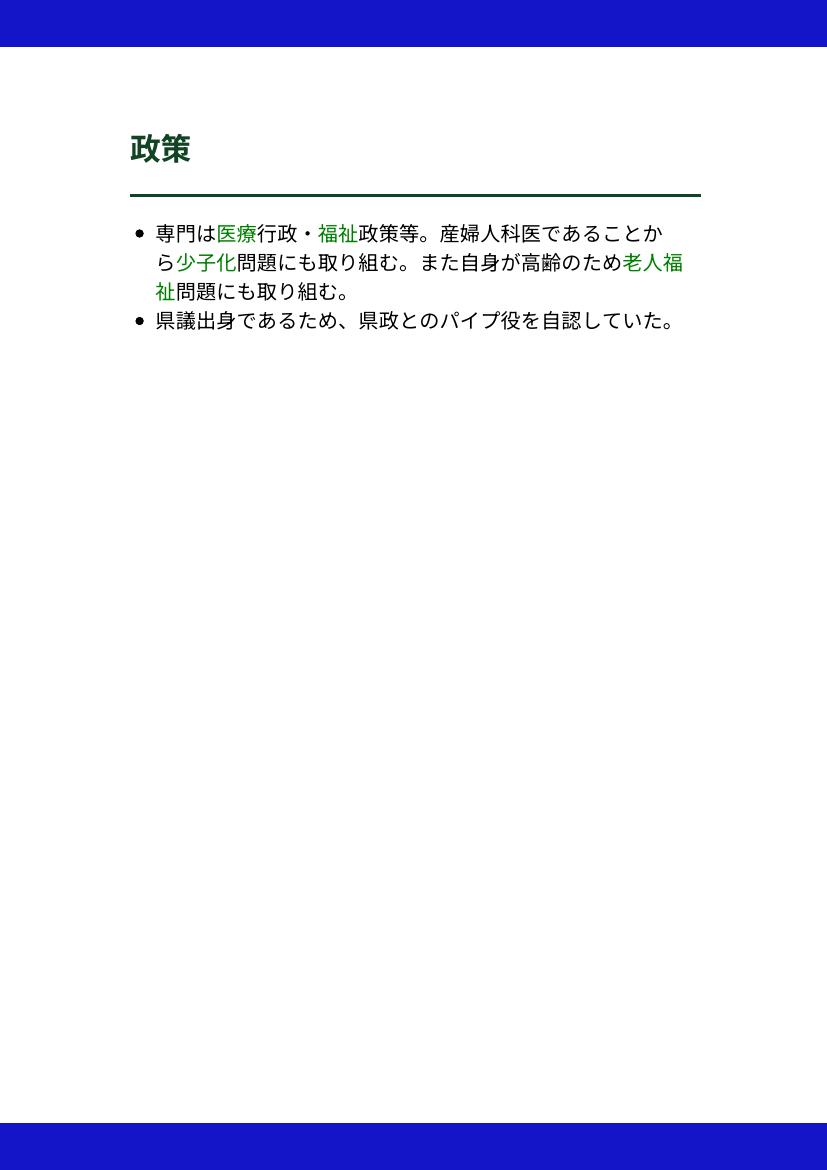 政策
専門は医療行政・福祉政策等。産婦人科医であることか
ら少子化問題にも取り組む。また自身が高齢のため老人福
祉問題にも取り組む。
県議出身であるため、県政とのパイプ役を自認していた。